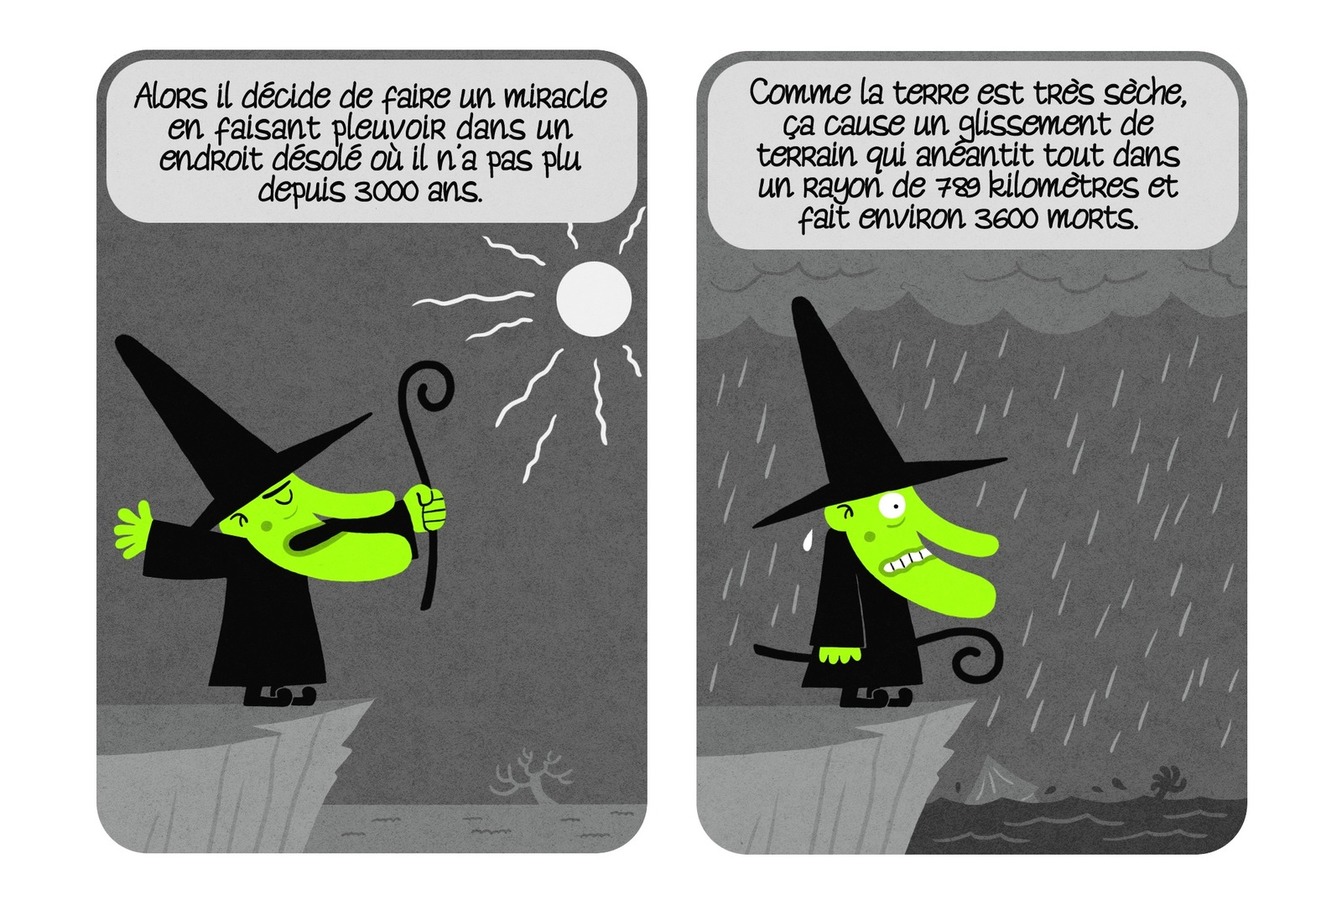 Alors il décide de faire un miracle
en faisant pleuvoir dans un
endroit désolé où il n'a pas plu
depuis 3000 ans.
Comme la terre est très sèche,
ça cause un glissement de
terrain qui anéantit tout dans
un rayon de 789 kilomètres et
fait environ 3600 morts.